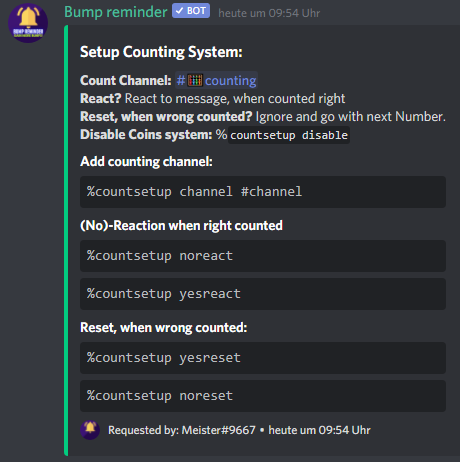 Bump reminder BOT heute um 09:54 Uhr
BUMP REMINDER
Setup Counting System:
Count Channel: #🧮counting
React? React to message, when counted right
Reset, when wrong counted? Ignore and go with next Number.
Disable Coins system: %countsetup disable
Add counting channel:
%countsetup channel #channel
(No)-Reaction when right counted
%countsetup noreact
%countsetup yesreact
Reset, when wrong counted:
%countsetup yesreset
%countsetup noreset
Requested by: Meister#9667 • heute um 09:54 Uhr